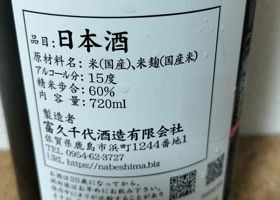 品目：日本酒
原材料名：米(国産)、米麹(国産米)
アルコール分：15度
精米歩合：60%
内容量：720ml
製造者
富久千代酒造有限会社
佐賀県鹿島市浜町1244番地1
TEL 0954-62-3727
URL https://nabeshima.biz
お酒は20歳になってから。